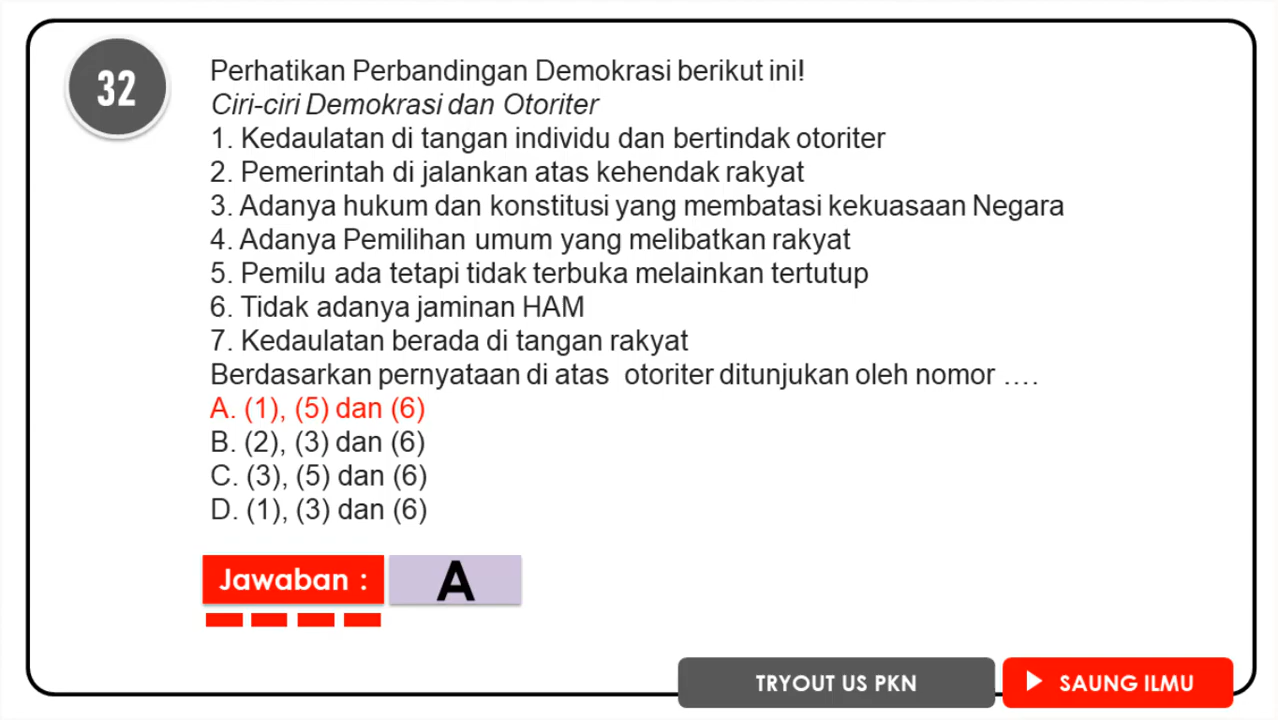 32
Perhatikan Perbandingan Demokrasi berikut ini!
Ciri-ciri Demokrasi dan Otoriter
1. Kedaulatan di tangan individu dan bertindak otoriter
2. Pemerintah di jalankan atas kehendak rakyat
3. Adanya hukum dan konstitusi yang membatasi kekuasaan Negara
4. Adanya Pemilihan umum yang melibatkan rakyat
5. Pemilu ada tetapi tidak terbuka melainkan tertutup
6. Tidak adanya jaminan HAM
7. Kedaulatan berada di tangan rakyat
Berdasarkan pernyataan di atas  otoriter ditunjukan oleh nomor ….
A. (1), (5) dan (6)
B. (2), (3) dan (6)
C. (3), (5) dan (6)
D. (1), (3) dan (6)
Jawaban : A
TRYOUT US PKN
SAUNG ILMU